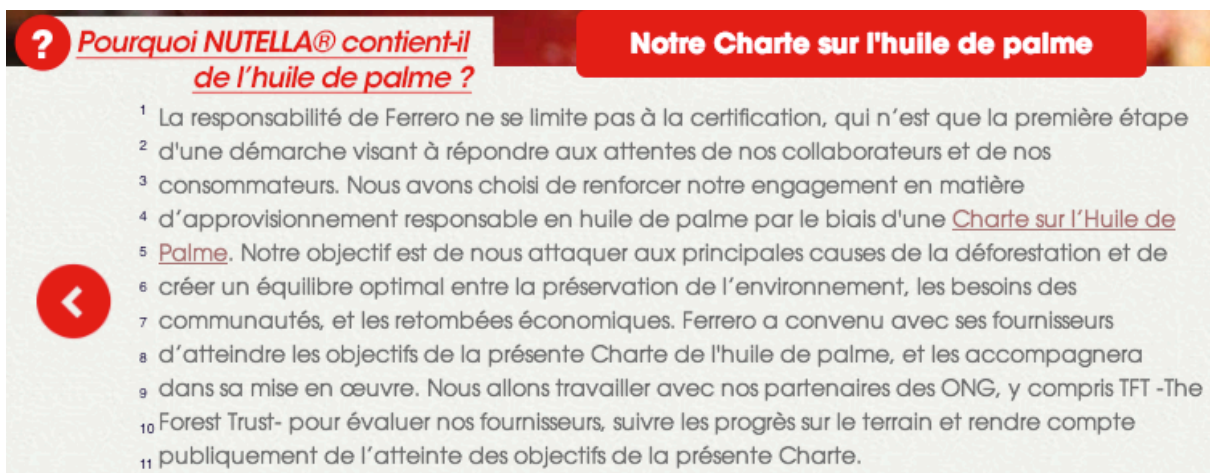 ? Pourquoi NUTELLA® contient-il
de l'huile de palme ?
Notre Charte sur l'huile de palme
1 La responsabilité de Ferrero ne se limite pas à la certification, qui n'est que la première étape
2 d'une démarche visant à répondre aux attentes de nos collaborateurs et de nos
3 consommateurs. Nous avons choisi de renforcer notre engagement en matière
4 d'approvisionnement responsable en huile de palme par le biais d'une Charte sur l'Huile de
5 Palme. Notre objectif est de nous attaquer aux principales causes de la déforestation et de
6 créer un équilibre optimal entre la préservation de l'environnement, les besoins des
7 communautés, et les retombées économiques. Ferrero a convenu avec ses fournisseurs
8 d'atteindre les objectifs de la présente Charte de l'huile de palme, et les accompagnera
9 dans sa mise en œuvre. Nous allons travailler avec nos partenaires des ONG, y compris TFT -The
10 Forest Trust- pour évaluer nos fournisseurs, suivre les progrès sur le terrain et rendre compte
11 publiquement de l'atteinte des objectifs de la présente Charte.